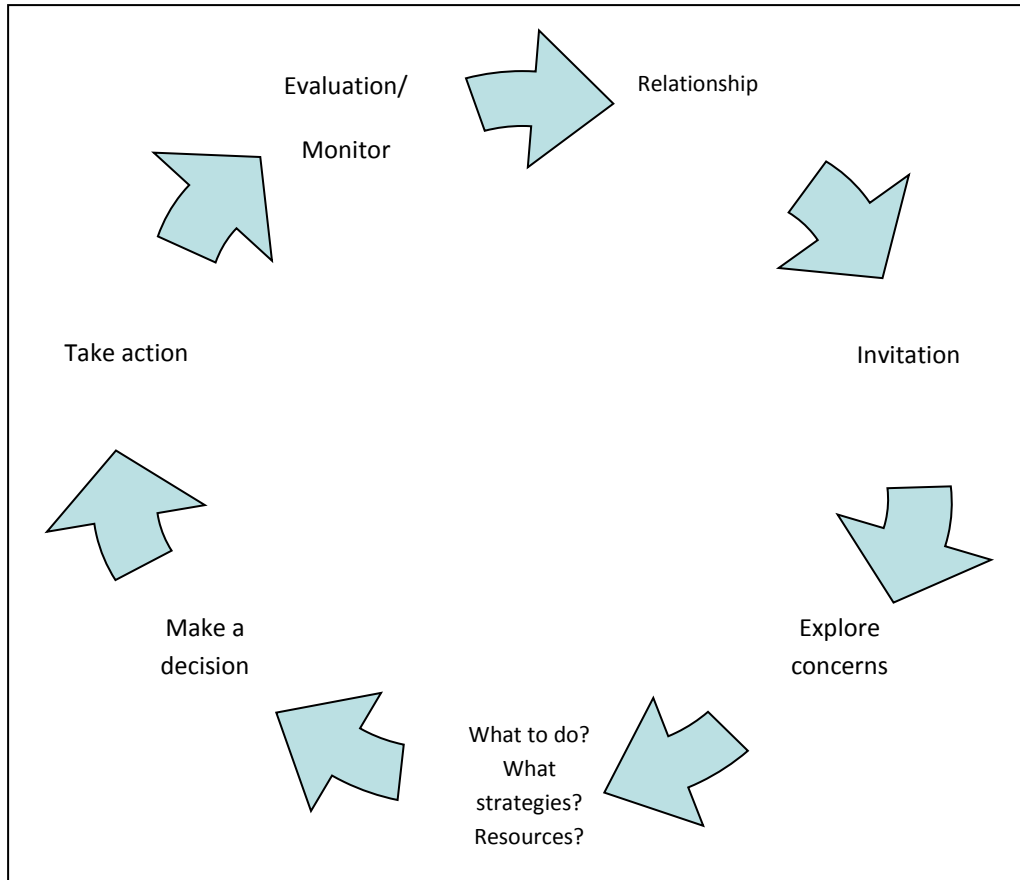 Evaluation/
Monitor
Relationship
Invitation
Explore
concerns
What to do?
What
strategies?
Resources?
Make a
decision
Take action